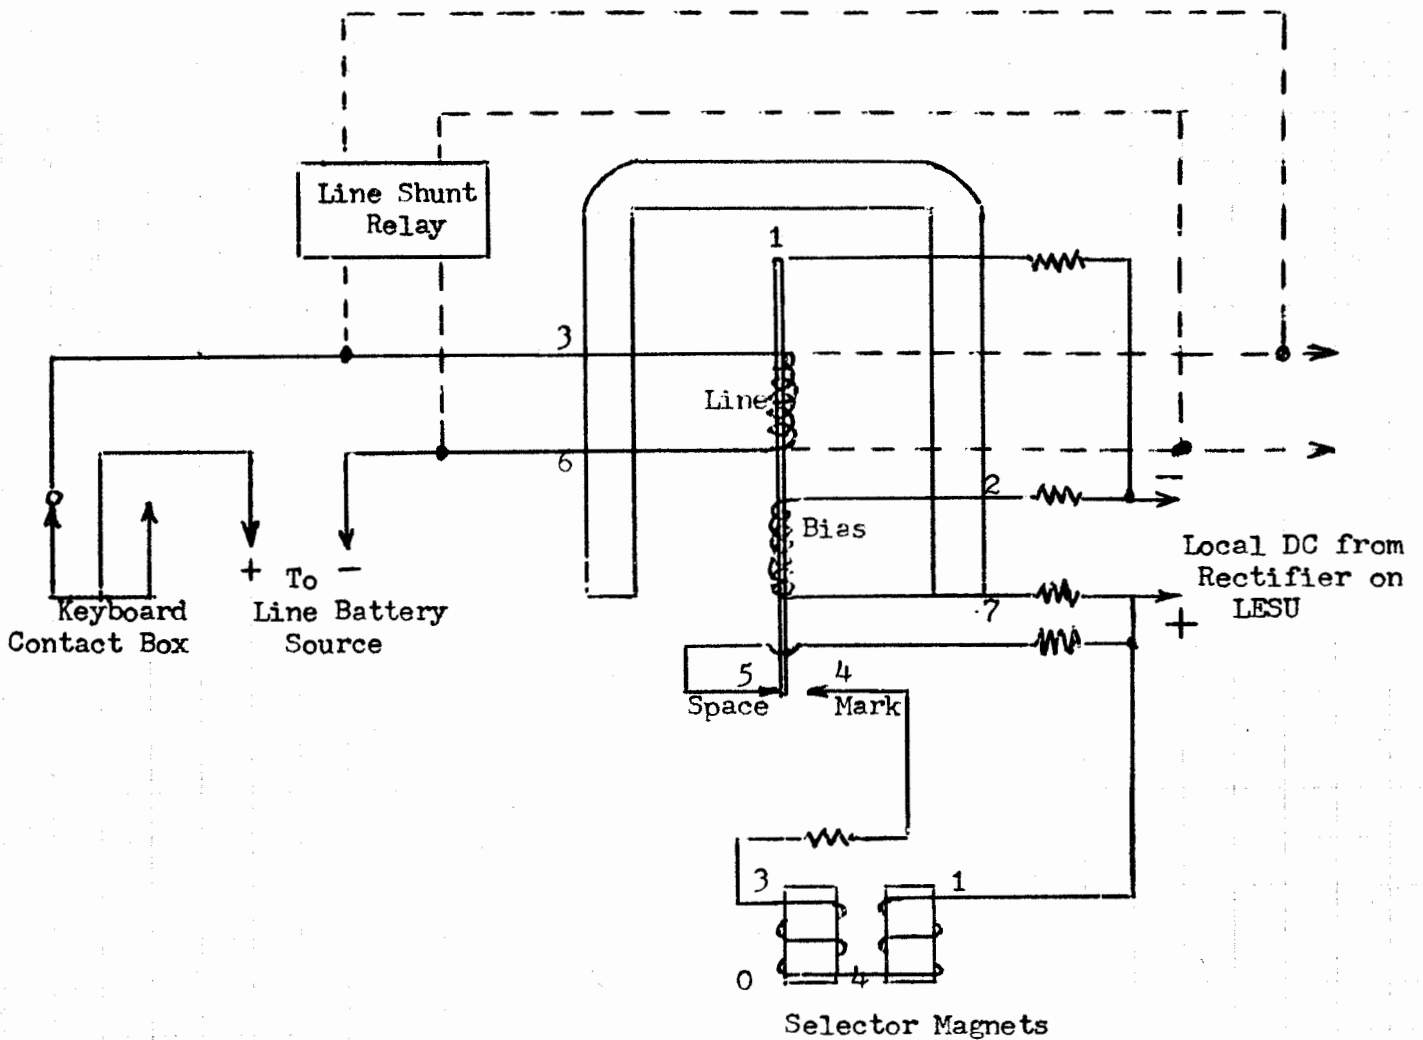 Line Shunt
Relay
1
3
Line
6
2
−
Bias
Local DC from
Rectifier on
LESU
+
7
+ To −
Line Battery
Source
Keyboard
Contact Box
5
4
Space
Mark
3
1
0
4
Selector Magnets